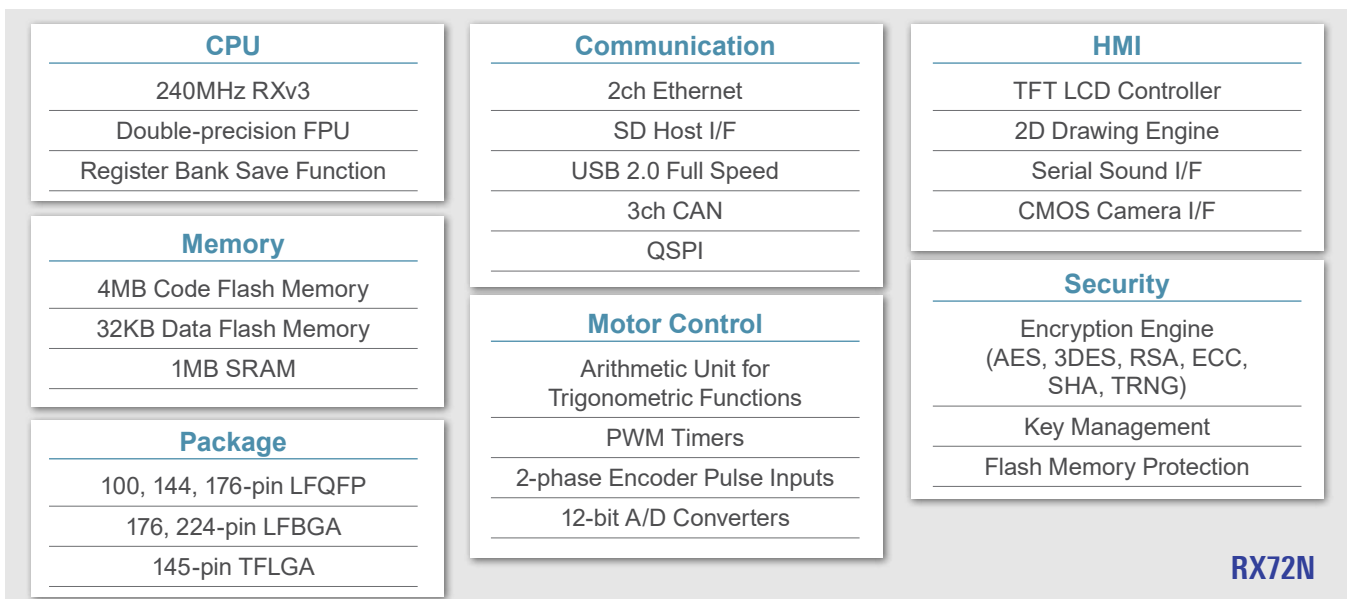 CPU
240MHz RXv3
Double-precision FPU
Register Bank Save Function
Memory
4MB Code Flash Memory
32KB Data Flash Memory
1MB SRAM
Package
100, 144, 176-pin LFQFP
176, 224-pin LFBGA
145-pin TFLGA
Communication
2ch Ethernet
SD Host I/F
USB 2.0 Full Speed
3ch CAN
QSPI
Motor Control
Arithmetic Unit for
Trigonometric Functions
PWM Timers
2-phase Encoder Pulse Inputs
12-bit A/D Converters
HMI
TFT LCD Controller
2D Drawing Engine
Serial Sound I/F
CMOS Camera I/F
Security
Encryption Engine
(AES, 3DES, RSA, ECC,
SHA, TRNG)
Key Management
Flash Memory Protection
RX72N